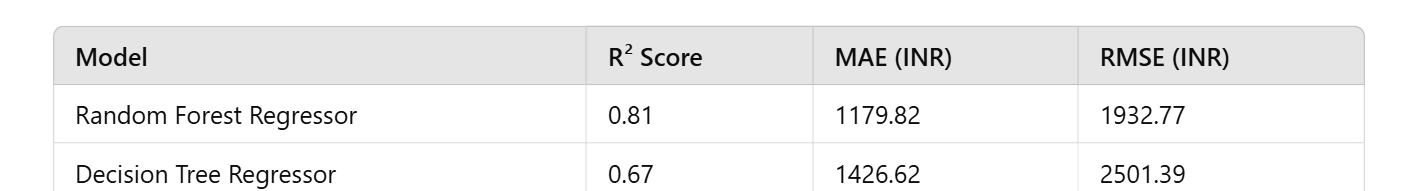 Model R² Score MAE (INR) RMSE (INR)
Random Forest Regressor 0.81 1179.82 1932.77
Decision Tree Regressor 0.67 1426.62 2501.39